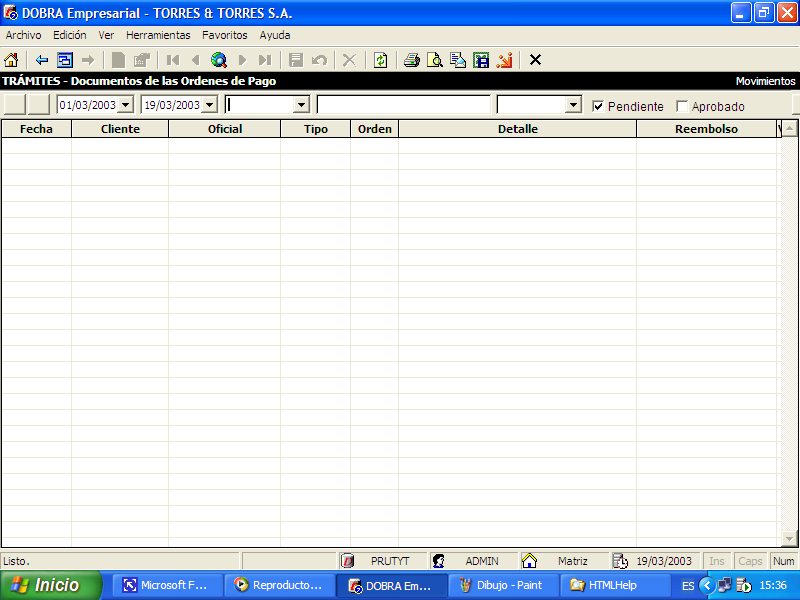 DOBRA Empresarial - TORRES & TORRES S.A.
Archivo Edición Ver Herramientas Favoritos Ayuda
TRÁMITES - Documentos de las Ordenes de Pago Movimientos
01/03/2003 19/03/2003 Pendiente Aprobado
Fecha Cliente Oficial Tipo Orden Detalle Reembolso
Listo. PRUTYT ADMIN Matriz 19/03/2003 Ins Caps Num
Inicio Microsoft F... Reproducto... DOBRA Em... Dibujo - Paint HTMLHelp ES 15:36